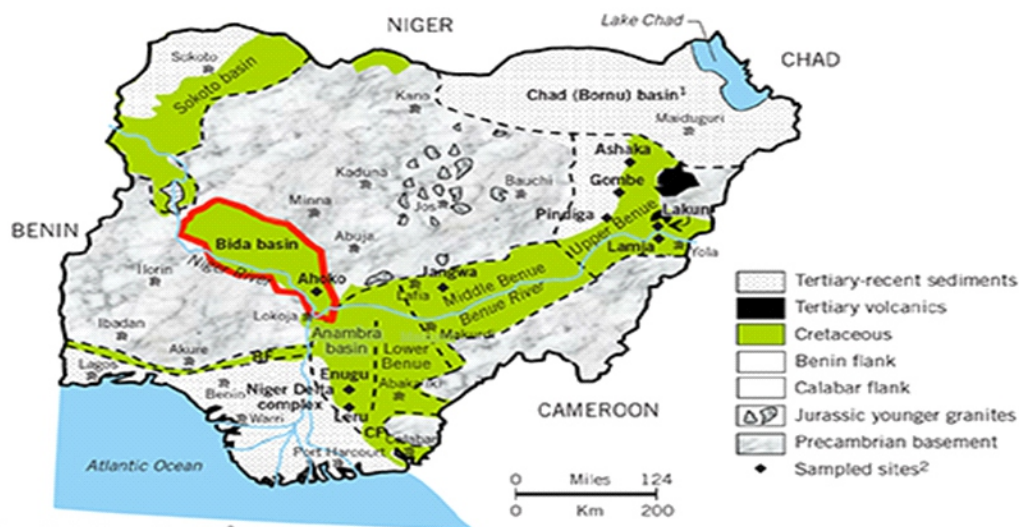 NIGER
Lake Chad
CHAD
Sokoto
Sokoto basin
Kano
Chad (Bornu) basin¹
Maiduguri
Ashaka
Kaduna
Gombe
Bauchi
Minna
Jos
Pindiga
Lakun
BENIN
Bida basin
Abuja
Upper Benue
Lamja
Yola
Ilorin
Niger River
Ahoko
Jangwa
Lafia
Middle Benue
Benue River
Lokoja
Ibadan
Anambra
basin
Makurdi
Akure
BF
Lower
Benue
Lagos
Enugu
Benin
Niger Delta
complex
Leru
Warri
CF
Calabar
Port Harcourt
CAMEROON
Atlantic Ocean
Tertiary-recent sediments
Tertiary volcanics
Cretaceous
Benin flank
Calabar flank
Jurassic younger granites
Precambrian basement
Sampled sites²
0 Miles 124
0 Km 200